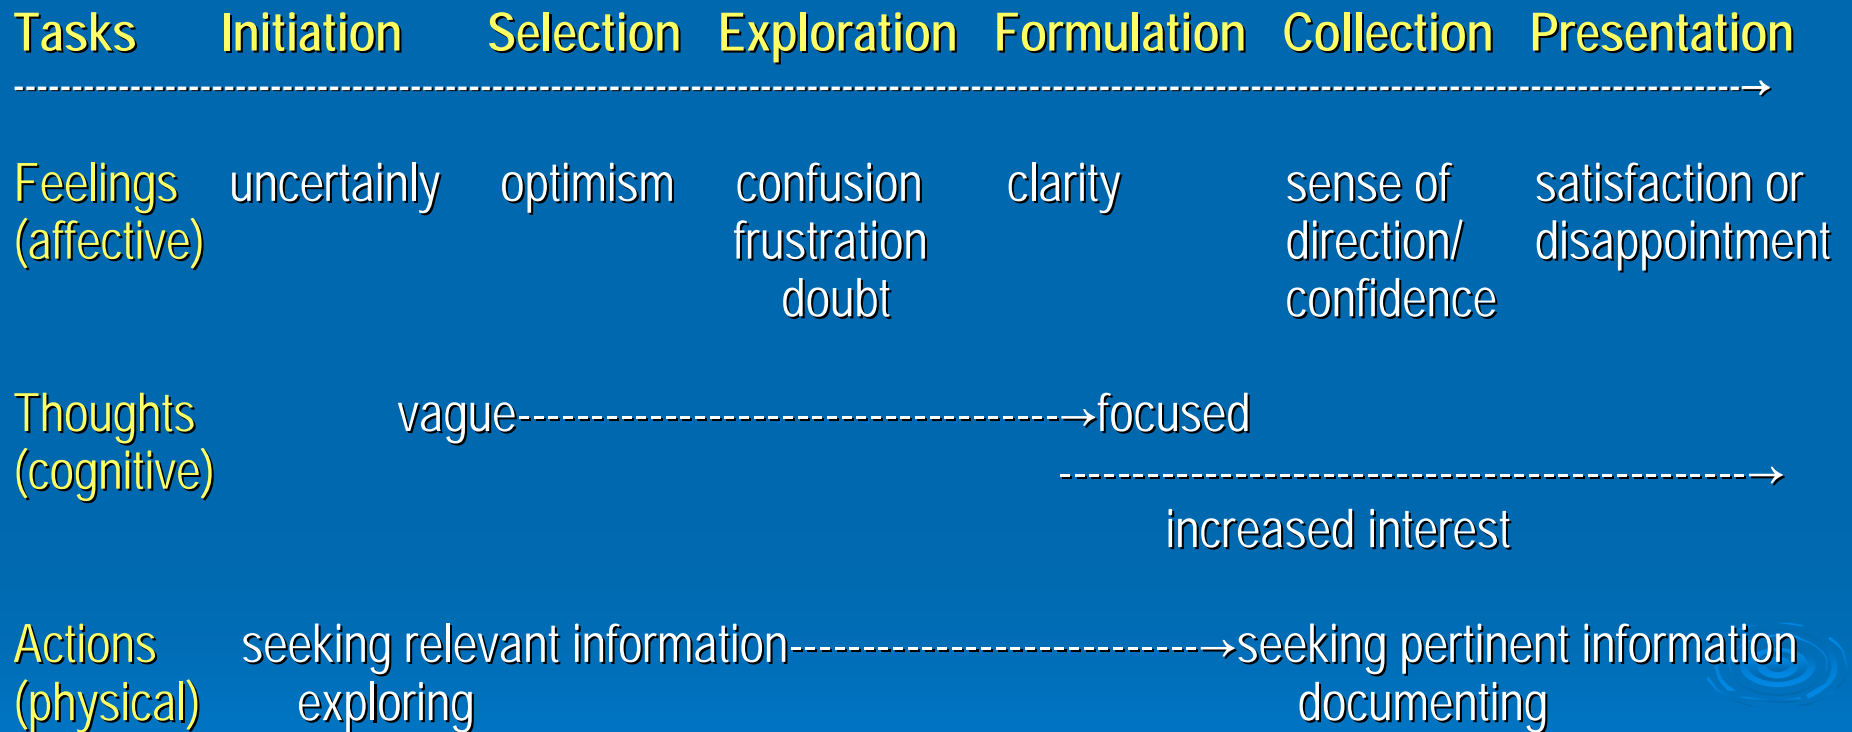 Tasks Initiation Selection Exploration Formulation Collection Presentation
---------------------------------------------------------------------------------------------------------------------------------------------------→
Feelings uncertainly optimism confusion clarity sense of satisfaction or
(affective) frustration direction/ disappointment
doubt confidence
Thoughts vague-------------------------------------→focused
(cognitive) -----------------------------------------------→
increased interest
Actions seeking relevant information----------------------------→seeking pertinent information
(physical) exploring documenting